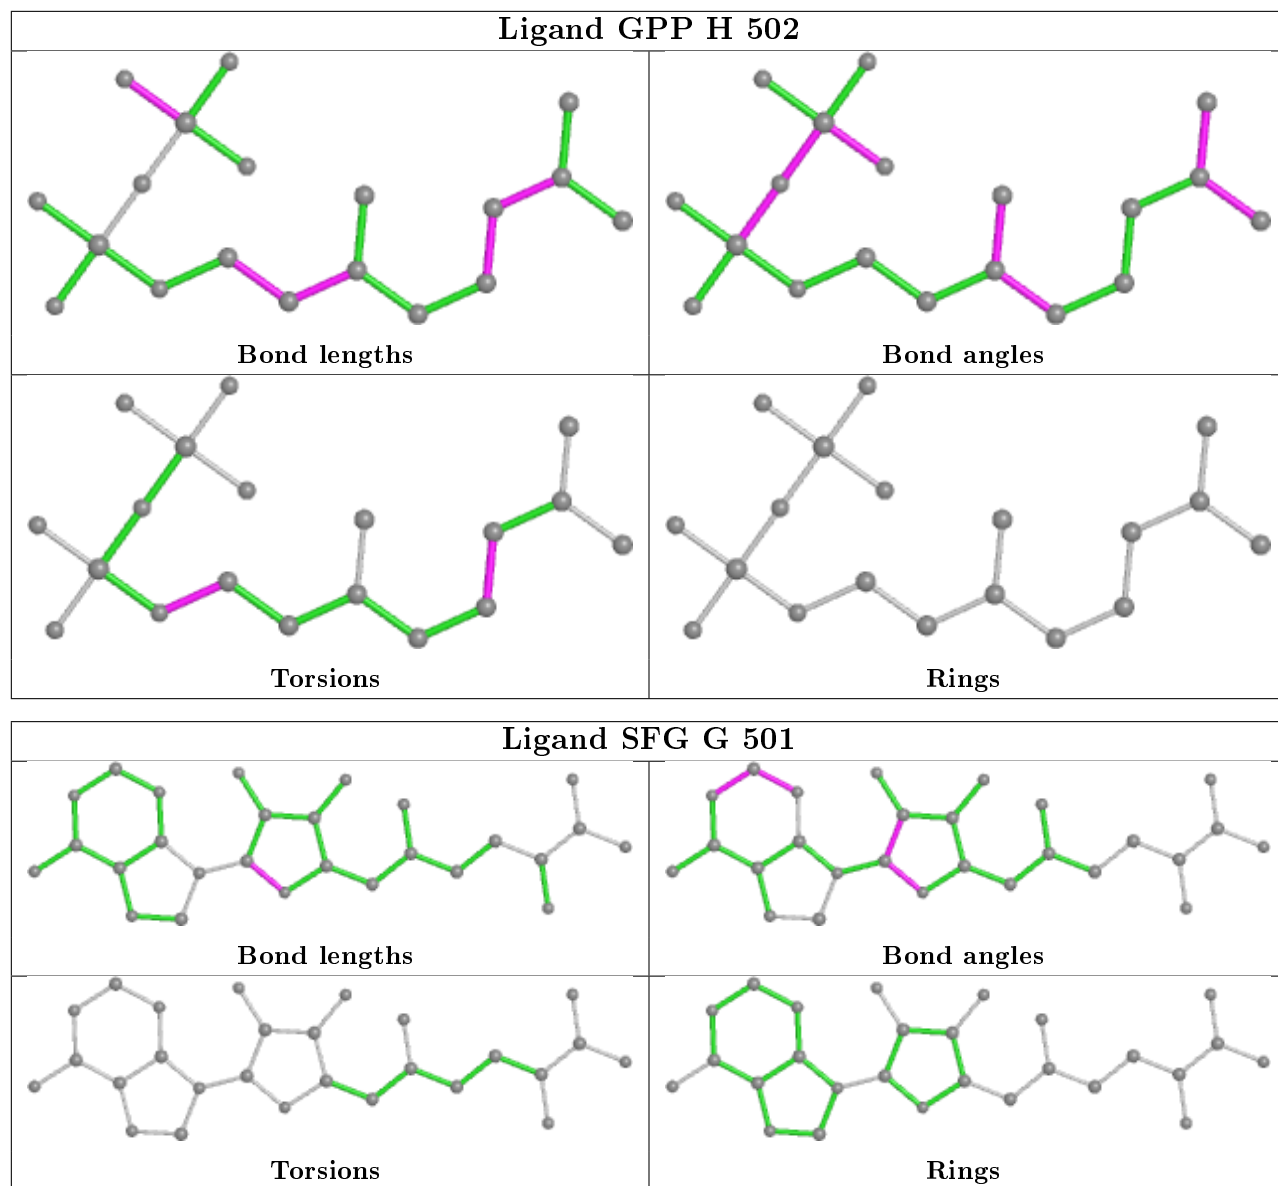 Ligand GPP H 502
Bond lengths
Bond angles
Torsions
Rings
Ligand SFG G 501
Bond lengths
Bond angles
Torsions
Rings